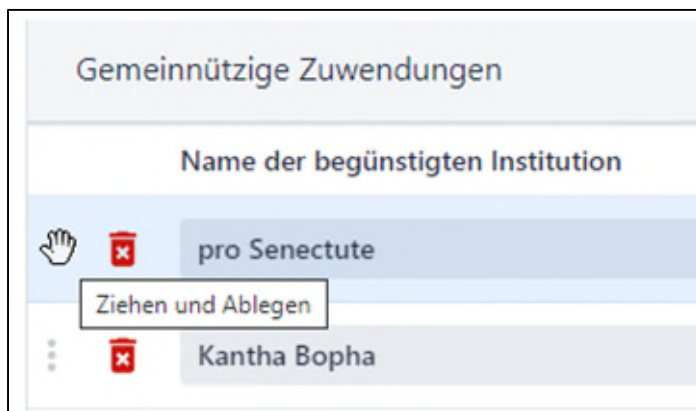 Gemeinnützige Zuwendungen
Name der begünstigten Institution
pro Senectute
Ziehen und Ablegen
Kantha Bopha